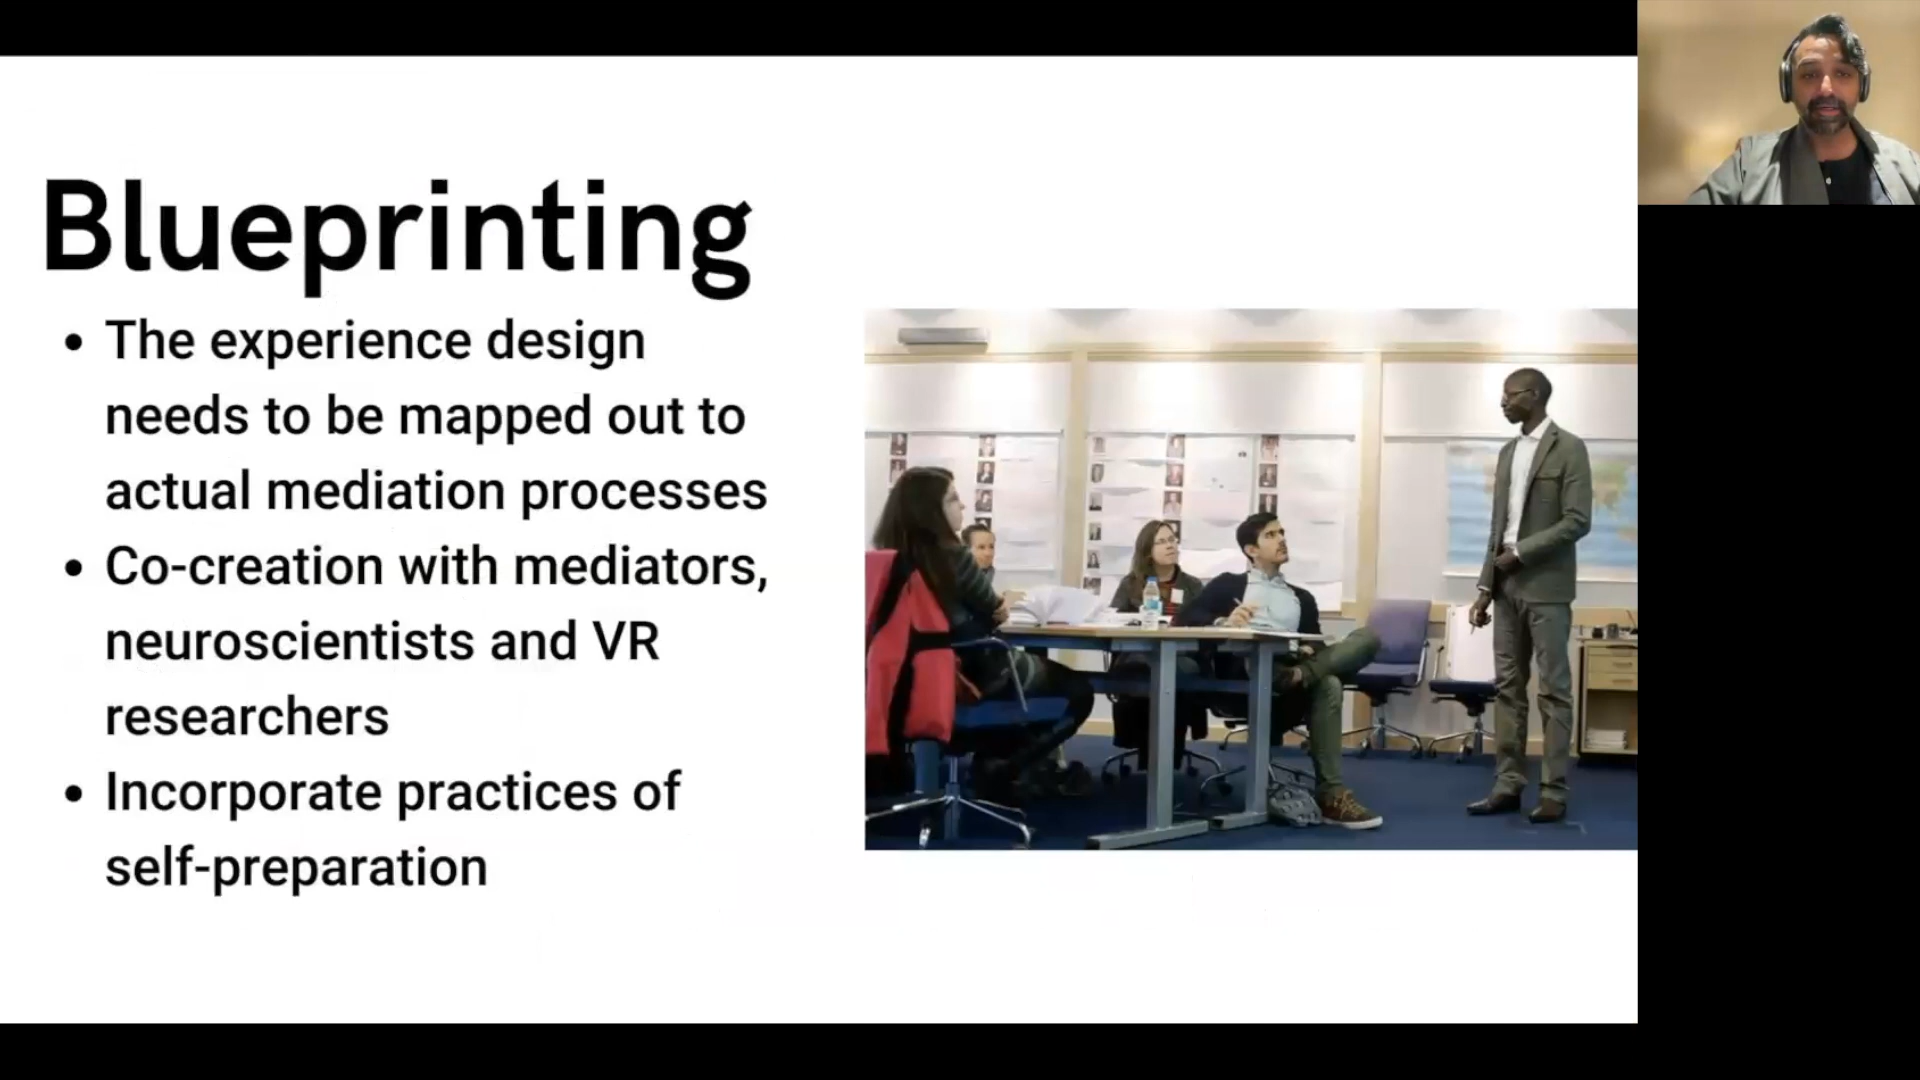 Blueprinting
• The experience design
needs to be mapped out to
actual mediation processes
• Co-creation with mediators,
neuroscientists and VR
researchers
• Incorporate practices of
self-preparation